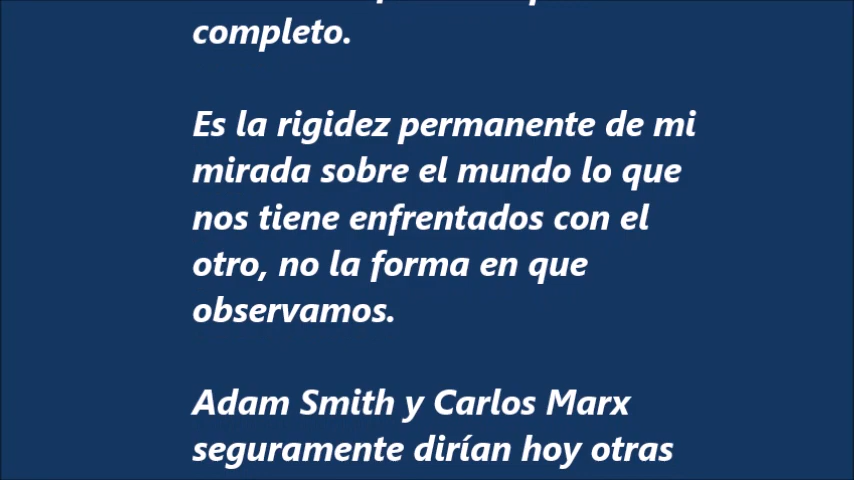 completo.
Es la rigidez permanente de mi
mirada sobre el mundo lo que
nos tiene enfrentados con el
otro, no la forma en que
observamos.
Adam Smith y Carlos Marx
seguramente dirían hoy otras